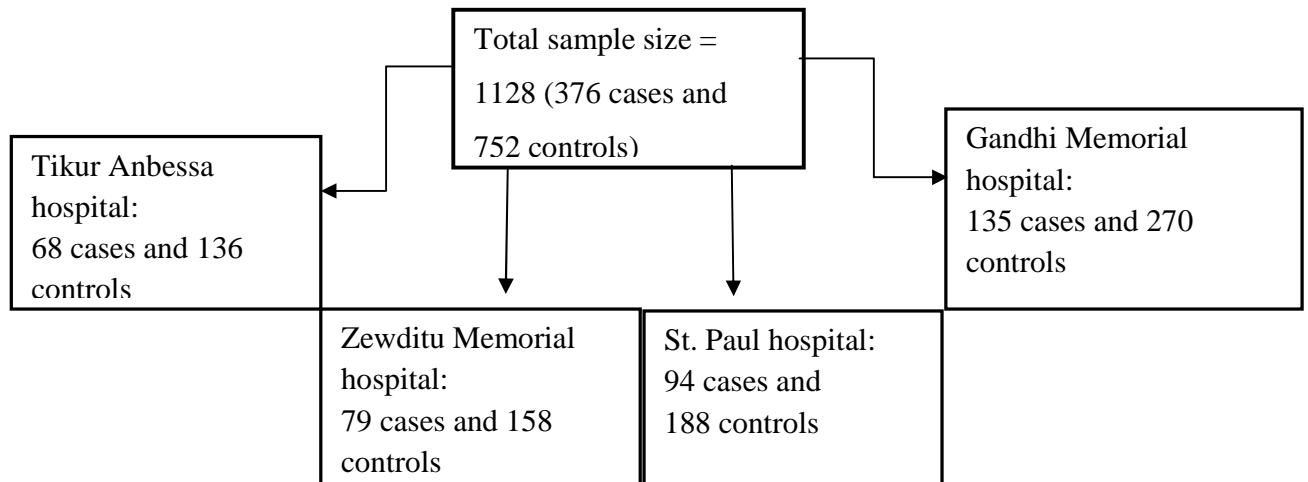 Total sample size =
1128 (376 cases and
752 controls)
Tikur Anbessa
hospital:
68 cases and 136
controls
Gandhi Memorial
hospital:
135 cases and 270
controls
Zewditu Memorial
hospital:
79 cases and 158
controls
St. Paul hospital:
94 cases and
188 controls